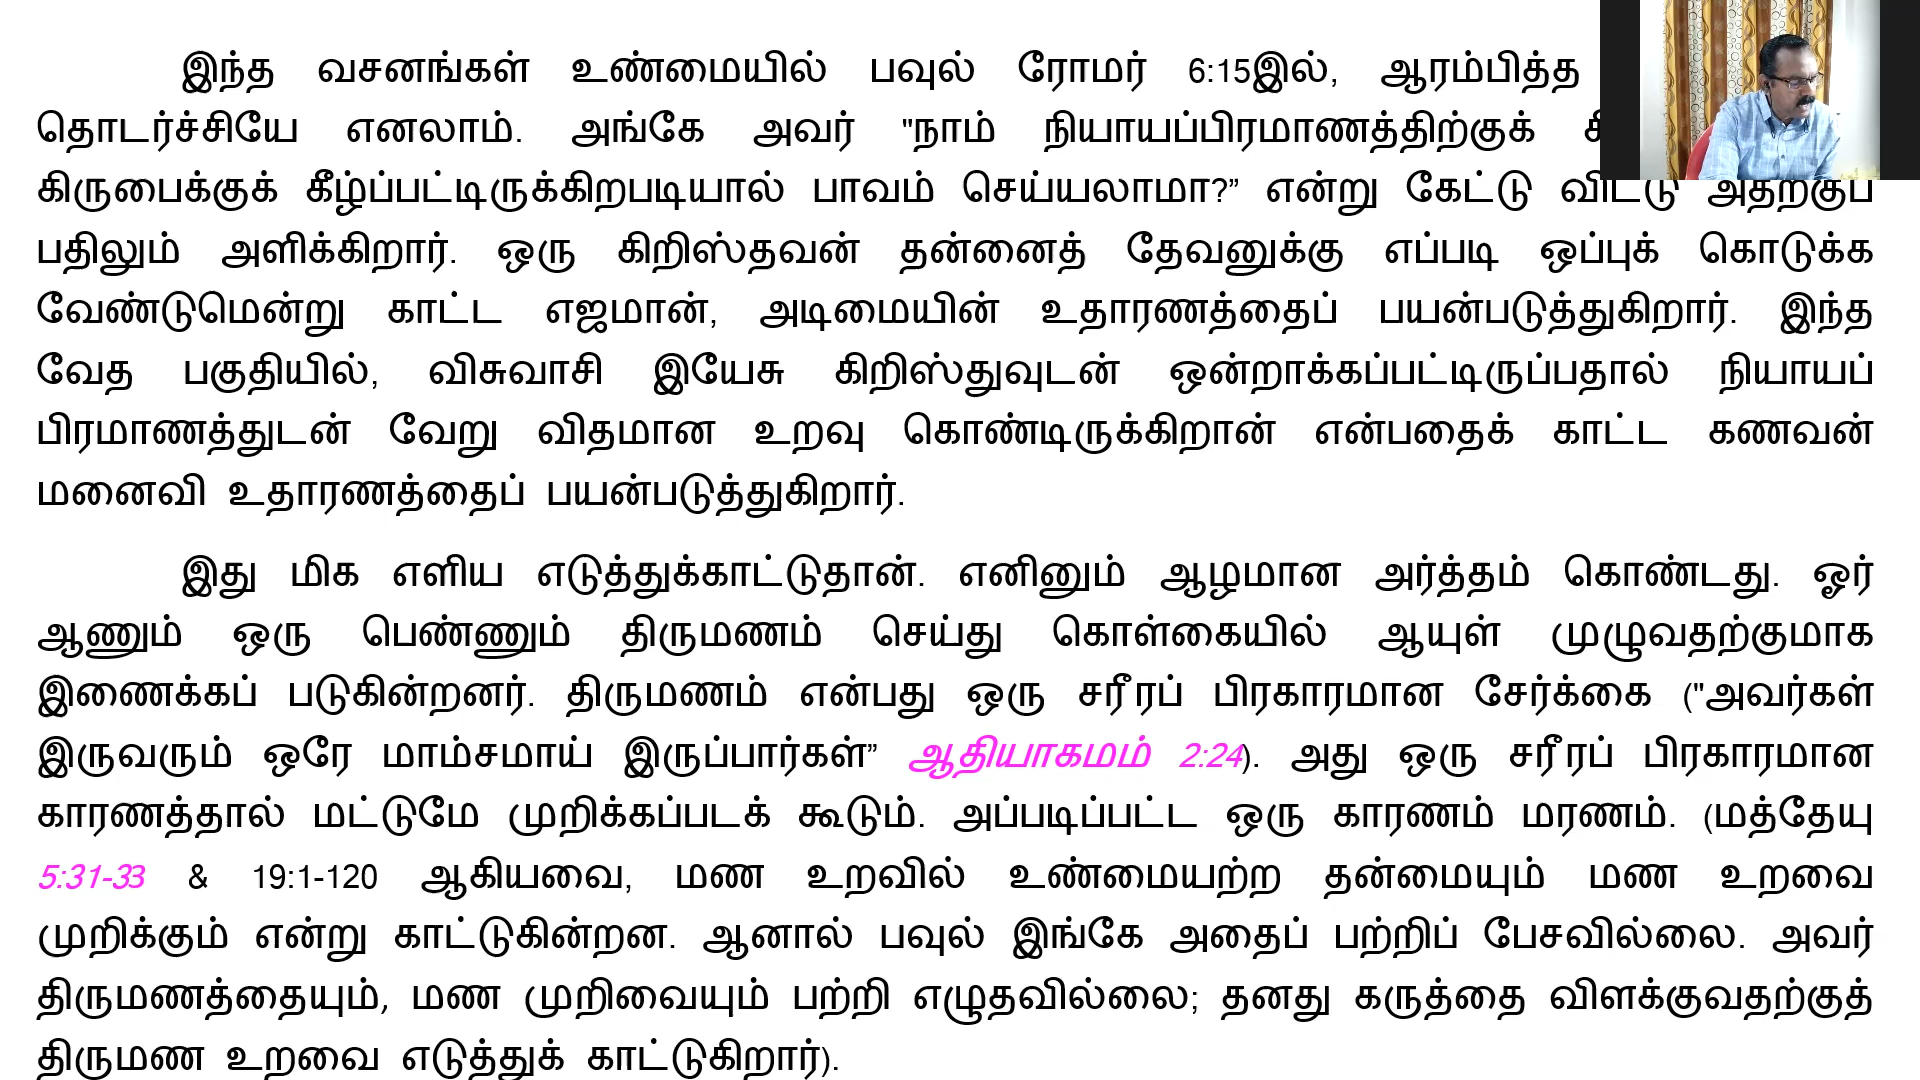 இந்த வசனங்கள் உண்மையில் பவுல் ரோமர் 6:15இல், ஆரம்பித்த
தொடர்ச்சியே எனலாம். அங்கே அவர் "நாம் நியாயப்பிரமாணத்திற்குக்
கிருபைக்குக் கீழ்ப்பட்டிருக்கிறபடியால் பாவம் செய்யலாமா?” என்று கேட்டு விட்டு அதற்குப்
பதிலும் அளிக்கிறார். ஒரு கிறிஸ்தவன் தன்னைத் தேவனுக்கு எப்படி ஒப்புக் கொடுக்க
வேண்டுமென்று காட்ட எஜமான், அடிமையின் உதாரணத்தைப் பயன்படுத்துகிறார். இந்த
வேத பகுதியில், விசுவாசி இயேசு கிறிஸ்துவுடன் ஒன்றாக்கப்பட்டிருப்பதால் நியாயப்
பிரமாணத்துடன் வேறு விதமான உறவு கொண்டிருக்கிறான் என்பதைக் காட்ட கணவன்
மனைவி உதாரணத்தைப் பயன்படுத்துகிறார்.
இது மிக எளிய எடுத்துக்காட்டுதான். எனினும் ஆழமான அர்த்தம் கொண்டது. ஓர்
ஆணும் ஒரு பெண்ணும் திருமணம் செய்து கொள்கையில் ஆயுள் முழுவதற்குமாக
இணைக்கப் படுகின்றனர். திருமணம் என்பது ஒரு சரீரப் பிரகாரமான சேர்க்கை ("அவர்கள்
இருவரும் ஒரே மாம்சமாய் இருப்பார்கள்” ஆதியாகமம் 2:24). அது ஒரு சரீரப் பிரகாரமான
காரணத்தால் மட்டுமே முறிக்கப்படக் கூடும். அப்படிப்பட்ட ஒரு காரணம் மரணம். (மத்தேயு
5:31-33 & 19:1-120 ஆகியவை, மண உறவில் உண்மையற்ற தன்மையும் மண உறவை
முறிக்கும் என்று காட்டுகின்றன. ஆனால் பவுல் இங்கே அதைப் பற்றிப் பேசவில்லை. அவர்
திருமணத்தையும், மண முறிவையும் பற்றி எழுதவில்லை; தனது கருத்தை விளக்குவதற்குத்
திருமண உறவை எடுத்துக் காட்டுகிறார்).